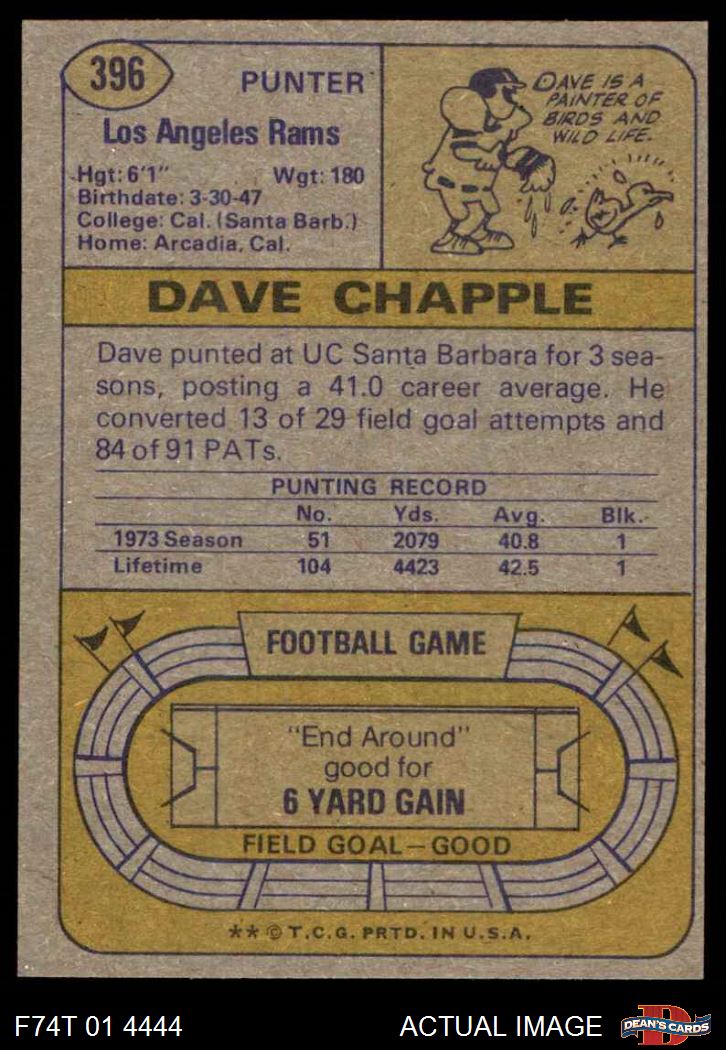 396
PUNTER
Los Angeles Rams
Hgt: 6'1" Wgt: 180
Birthdate: 3-30-47
College: Cal. (Santa Barb.)
Home: Arcadia, Cal.
DAVE IS A
PAINTER OF
BIRDS AND
WILD LIFE.
DAVE CHAPPLE
Dave punted at UC Santa Barbara for 3 sea-
sons, posting a 41.0 career average. He
converted 13 of 29 field goal attempts and
84 of 91 PATs.
PUNTING RECORD
No. Yds. Avg. Blk.
1973 Season 51 2079 40.8 1
Lifetime 104 4423 42.5 1
FOOTBALL GAME
"End Around"
good for
6 YARD GAIN
FIELD GOAL—GOOD
** © T.C.G. PRTD. IN U.S.A.
F74T 01 4444 ACTUAL IMAGE
D
DEAN'S CARDS